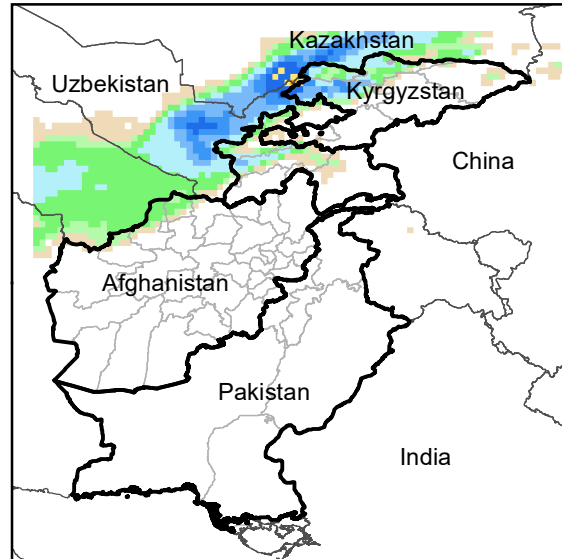 Kazakhstan
Uzbekistan
Kyrgyzstan
China
Afghanistan
Pakistan
India